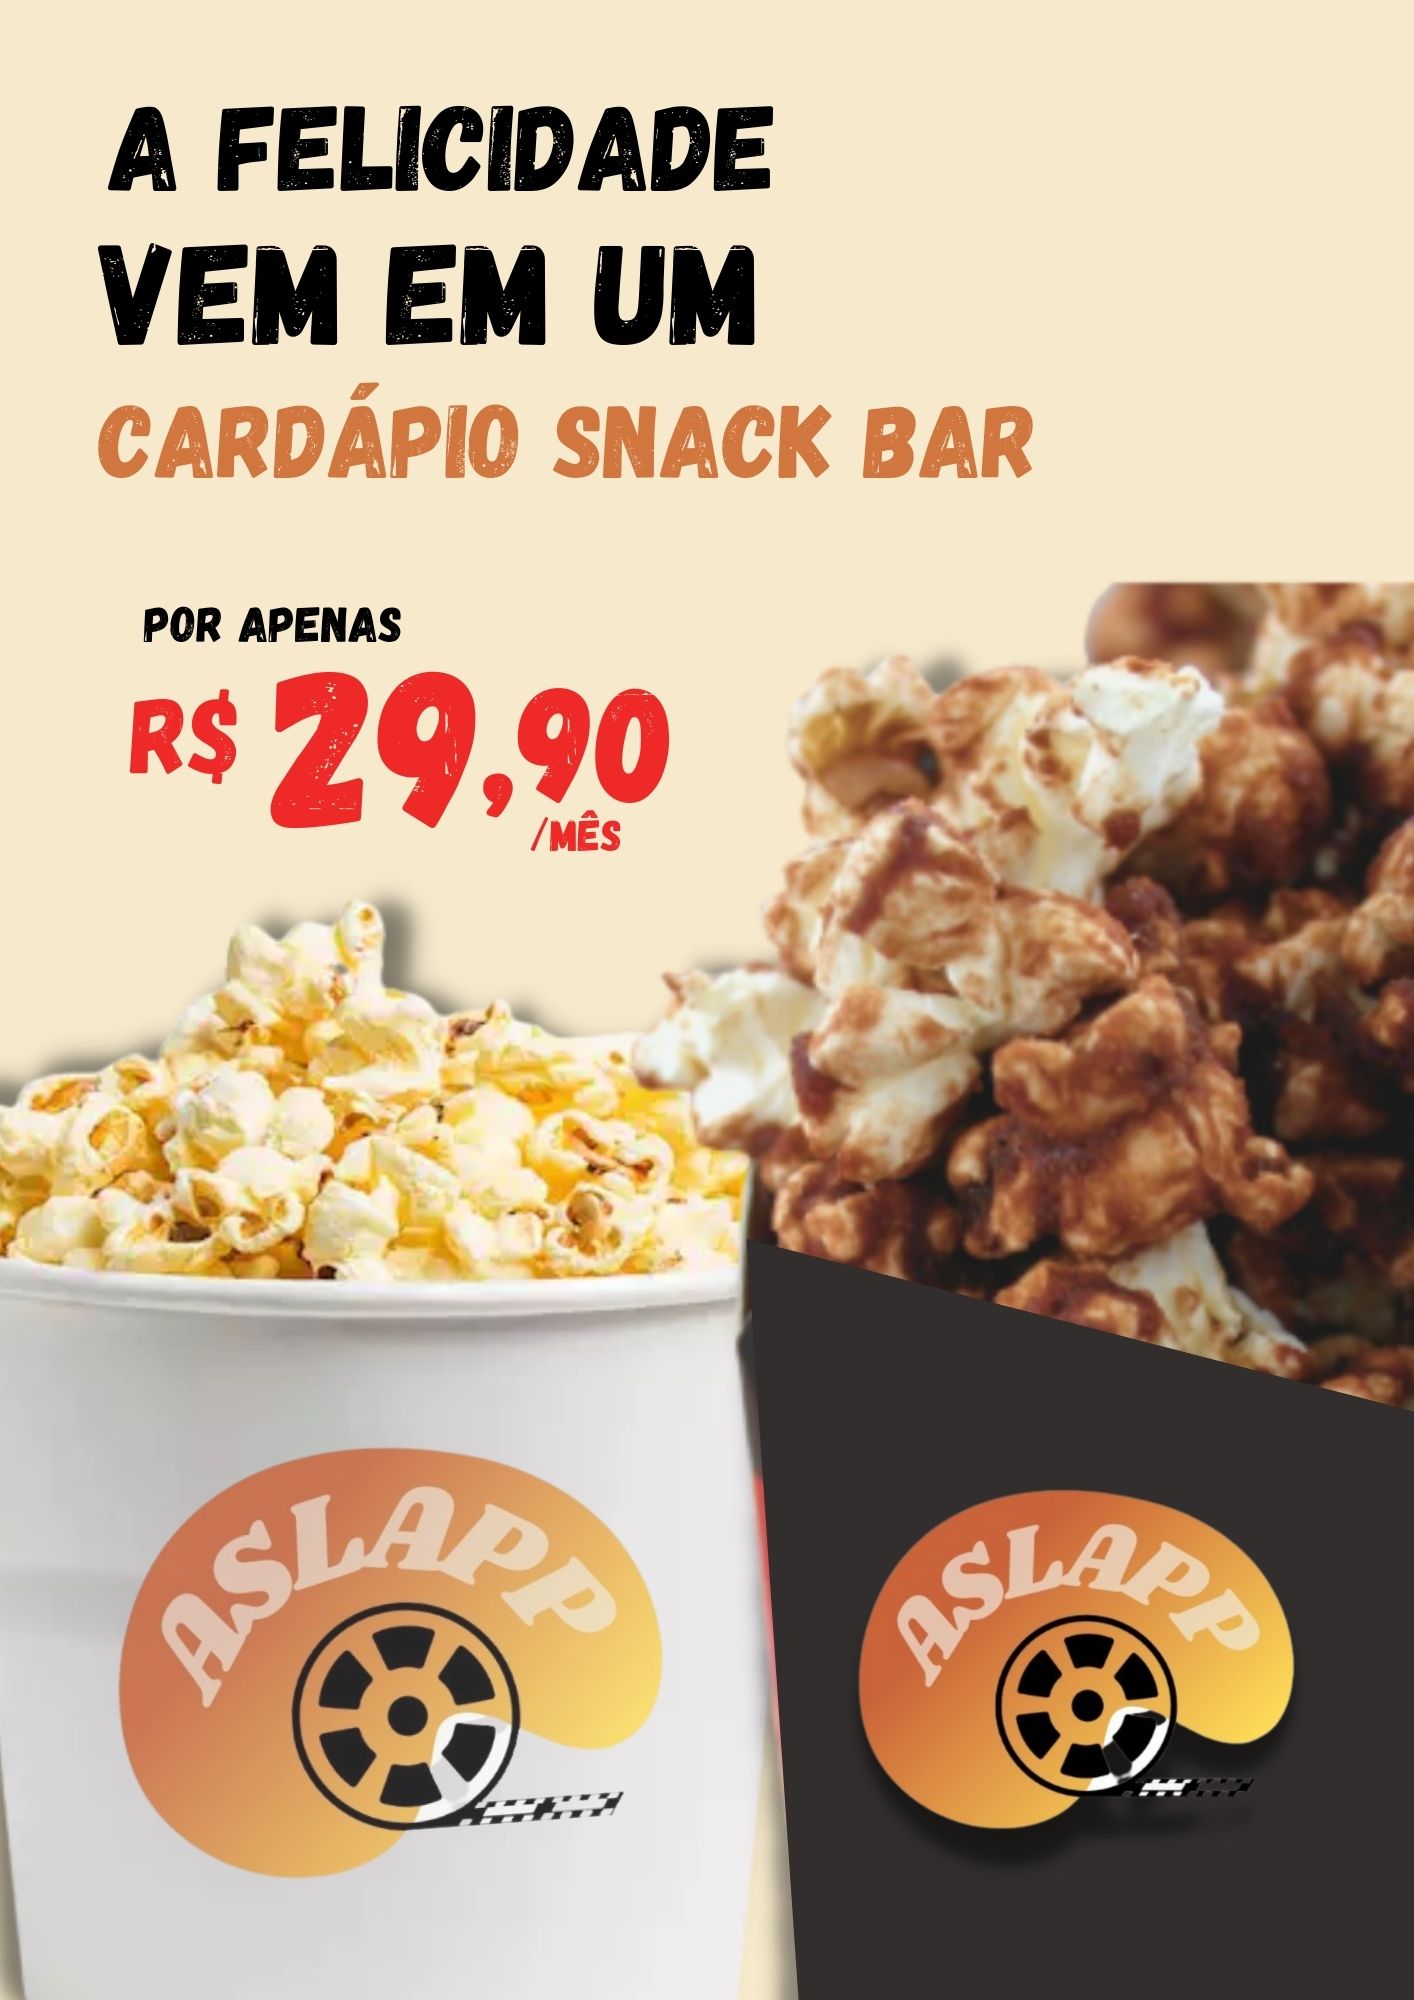 A FELICIDADE
VEM EM UM
CARDÁPIO SNACK BAR
POR APENAS
R$ 29,90
/MÊS
ASLAPP
ASLAPP